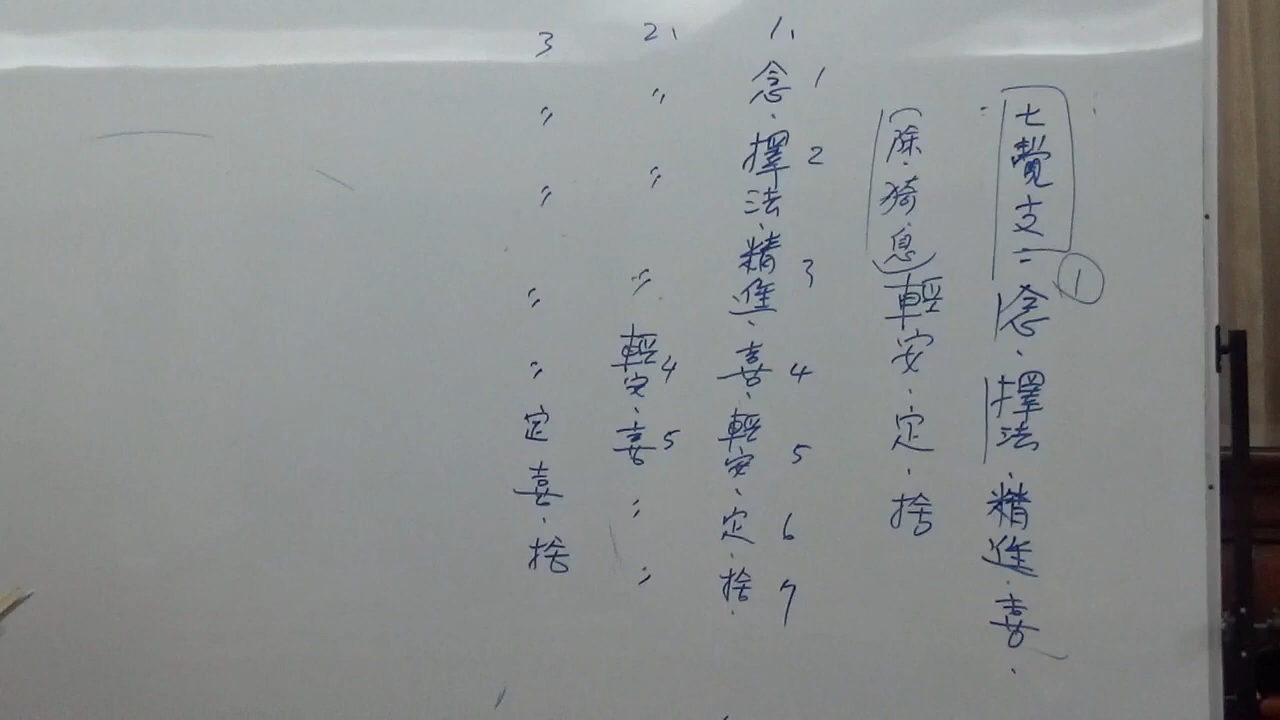 七覺支：①念、擇法、精進、喜、
（除、猗息）輕安、定、捨
1、念1、擇法2、精進3、喜4、輕安5、定6、捨7
2、〃〃〃輕安4、喜5、〃〃
3〃〃〃〃定喜、捨